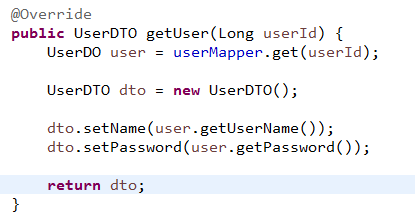 @Override
public UserDTO getUser(Long userId) {
    UserDO user = userMapper.get(userId);
    UserDTO dto = new UserDTO();
    dto.setName(user.getUserName());
    dto.setPassword(user.getPassword());
    return dto;
}